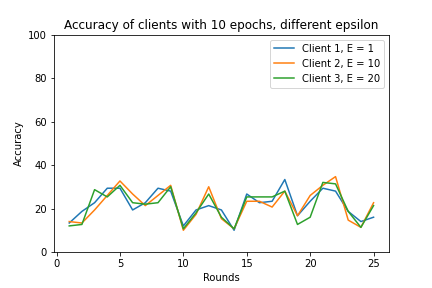 Accuracy of clients with 10 epochs, different epsilon
100
80
60
40
20
0
Accuracy
Client 1, E = 1
Client 2, E = 10
Client 3, E = 20
0 5 10 15 20 25
Rounds